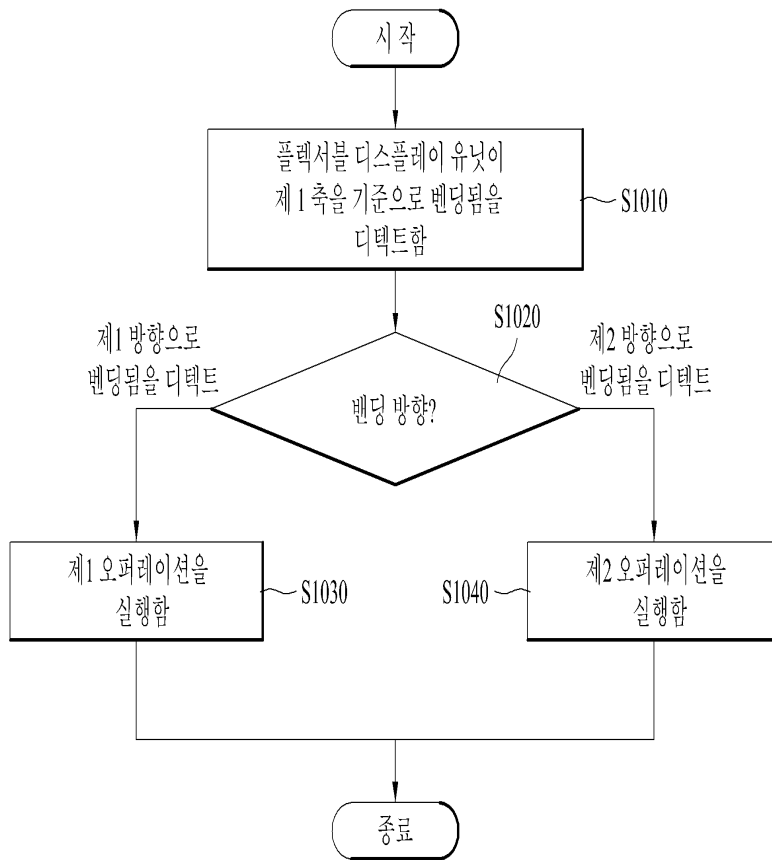 시작
플렉서블 디스플레이 유닛이
제 1 축을 기준으로 벤딩됨을
디텍트함
S1010
S1020
제1 방향으로
벤딩됨을 디텍트
제2 방향으로
벤딩됨을 디텍트
밴딩 방향?
제1 오퍼레이션을
실행함
S1030
S1040
제2 오퍼레이션을
실행함
종료